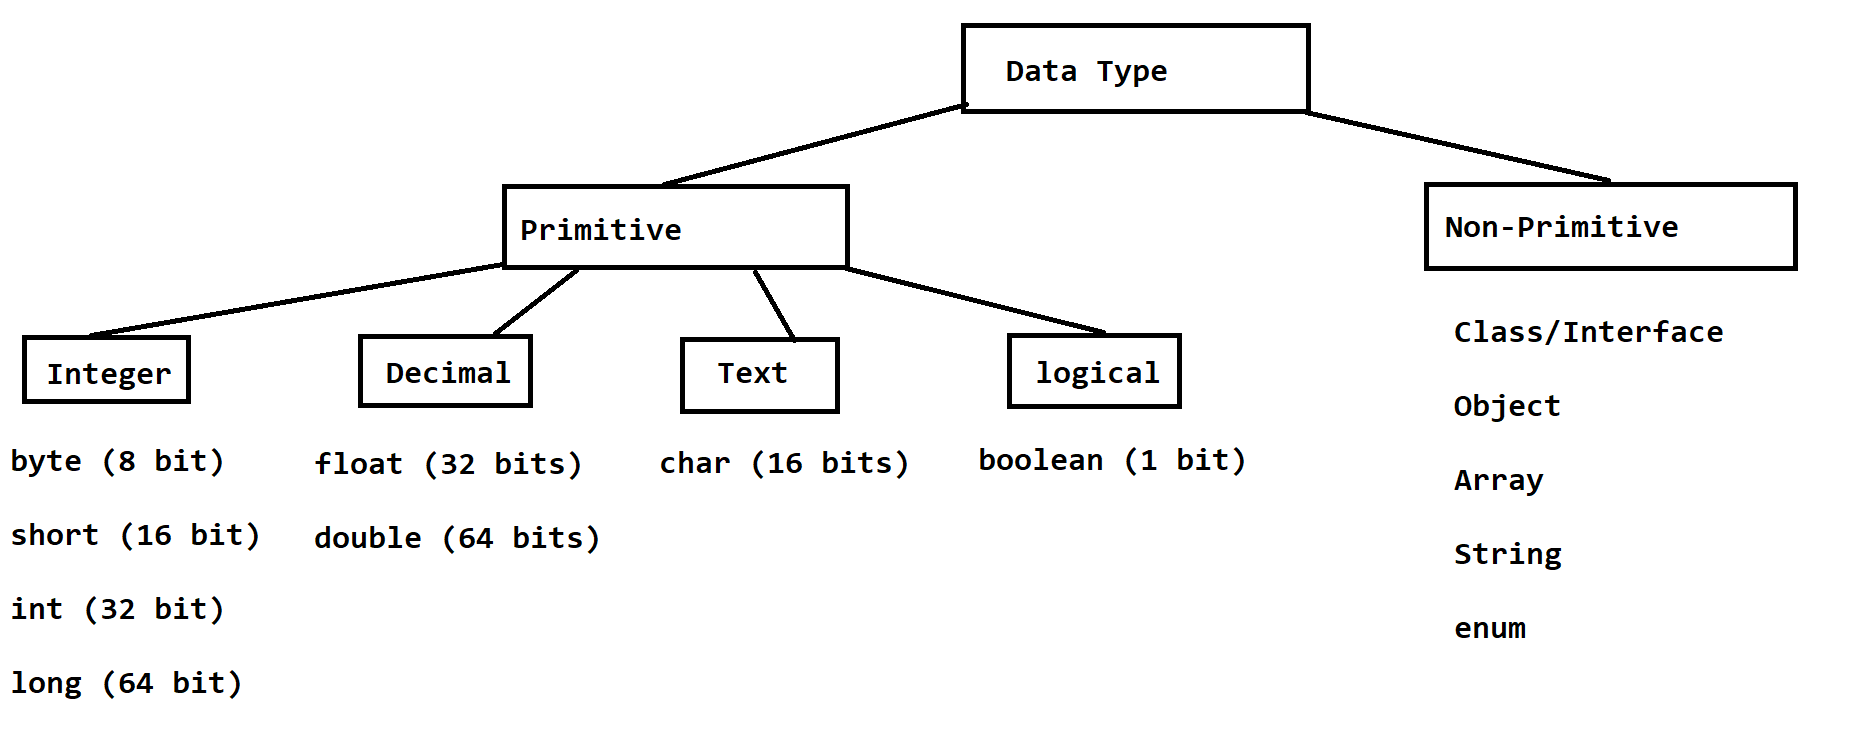 Data Type
Primitive
Non-Primitive
Integer
Decimal
Text
logical
byte (8 bit)
short (16 bit)
int (32 bit)
long (64 bit)
float (32 bits)
double (64 bits)
char (16 bits)
boolean (1 bit)
Class/Interface
Object
Array
String
enum